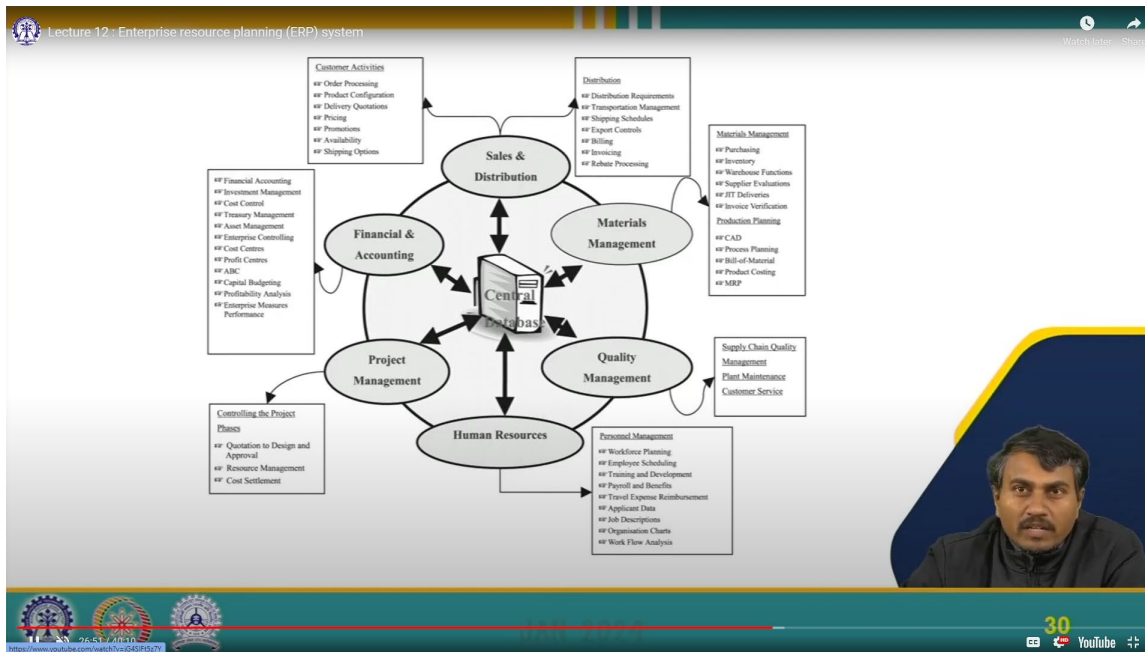 Lecture 12 : Enterprise resource planning (ERP) system
Watch later
Share
Customer Activities
Order Processing
Product Configuration
Delivery Quotations
Pricing
Promotions
Availability
Shipping Options
Distribution
Distribution Requirements
Transportation Management
Shipping Schedules
Export Controls
Billing
Invoicing
Rebate Processing
Sales &
Distribution
Materials Management
Purchasing
Inventory
Warehouse Functions
Supplier Evaluations
JIT Deliveries
Invoice Verification
Production Planning
CAD
Process Planning
Bill-of-Material
Product Costing
MRP
Materials
Management
Financial Accounting
Investment Management
Cost Control
Treasury Management
Asset Management
Enterprise Controlling
Cost Centres
Profit Centres
ABC
Capital Budgeting
Profitability Analysis
Enterprise Measures
Performance
Financial &
Accounting
Central
Database
Project
Management
Quality
Management
Supply Chain Quality
Management
Plant Maintenance
Customer Service
Controlling the Project
Phases
Quotation to Design and
Approval
Resource Management
Cost Settlement
Human Resources
Personnel Management
Workforce Planning
Employee Scheduling
Training and Development
Payroll and Benefits
Travel Expense Reimbursement
Applicant Data
Job Descriptions
Organisation Charts
Work Flow Analysis
JAN 2024
30
26:51 / 40:10
HD
CC
YouTube